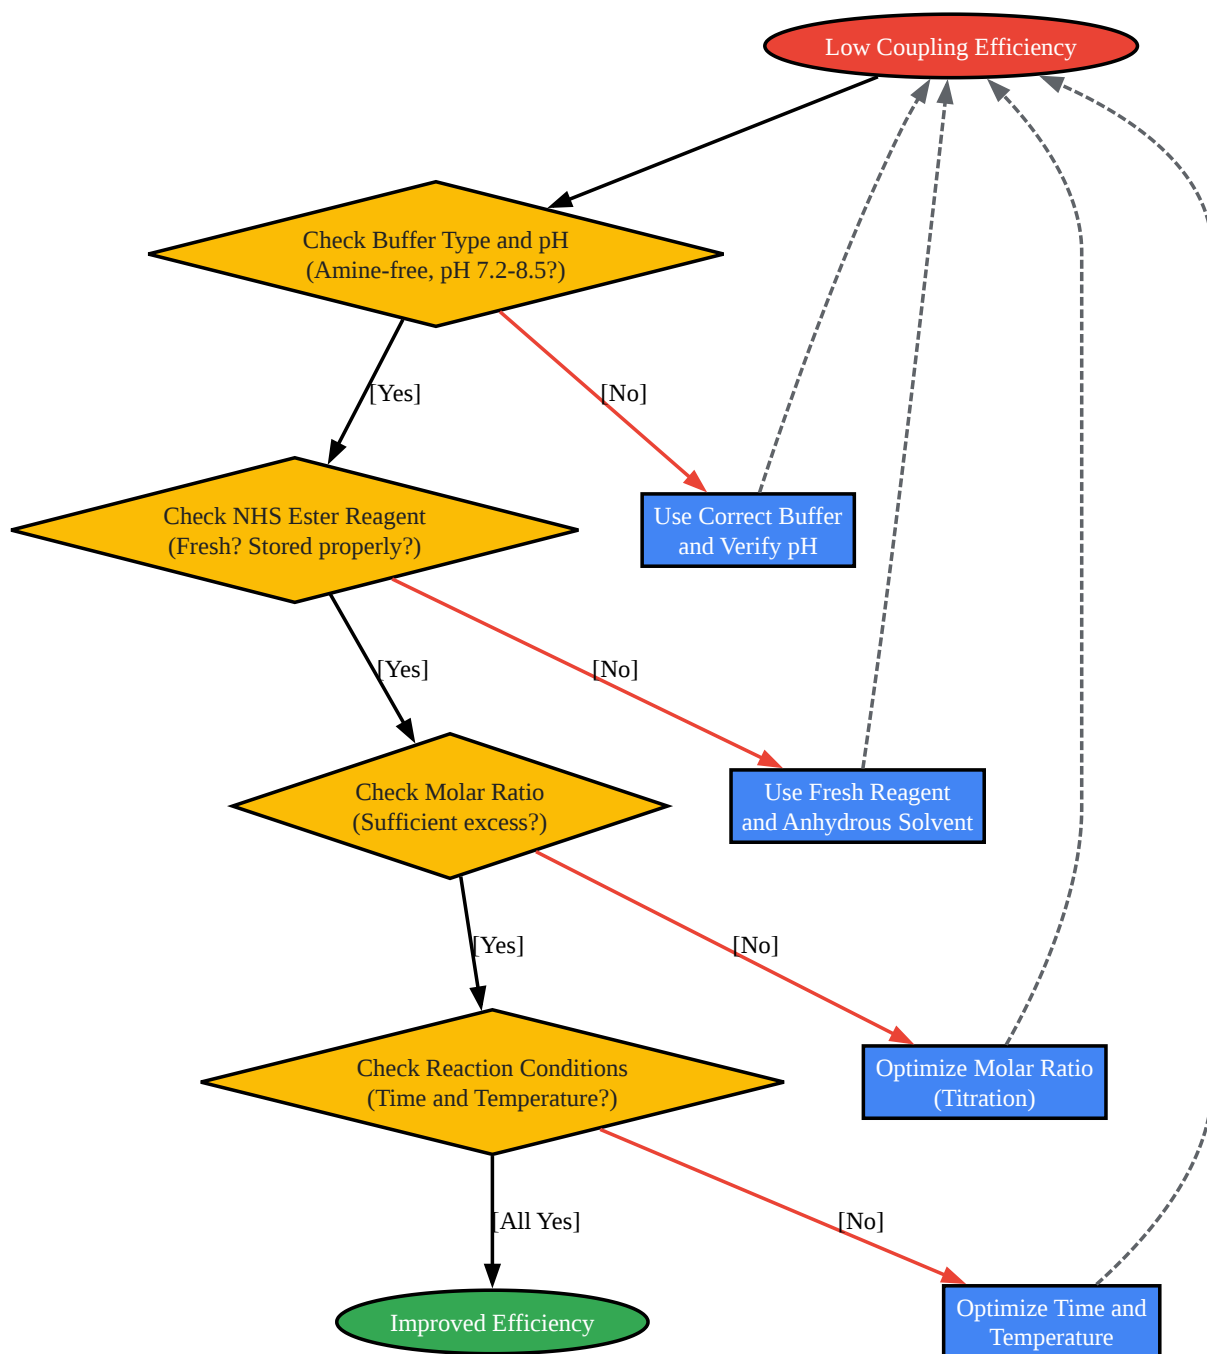 Low Coupling Efficiency
Check Buffer Type and pH
(Amine-free, pH 7.2-8.5?)
[Yes]
[No]
Check NHS Ester Reagent
(Fresh? Stored properly?)
Use Correct Buffer
and Verify pH
[Yes]
[No]
Check Molar Ratio
(Sufficient excess?)
Use Fresh Reagent
and Anhydrous Solvent
[Yes]
[No]
Check Reaction Conditions
(Time and Temperature?)
Optimize Molar Ratio
(Titration)
[All Yes]
[No]
Improved Efficiency
Optimize Time and
Temperature